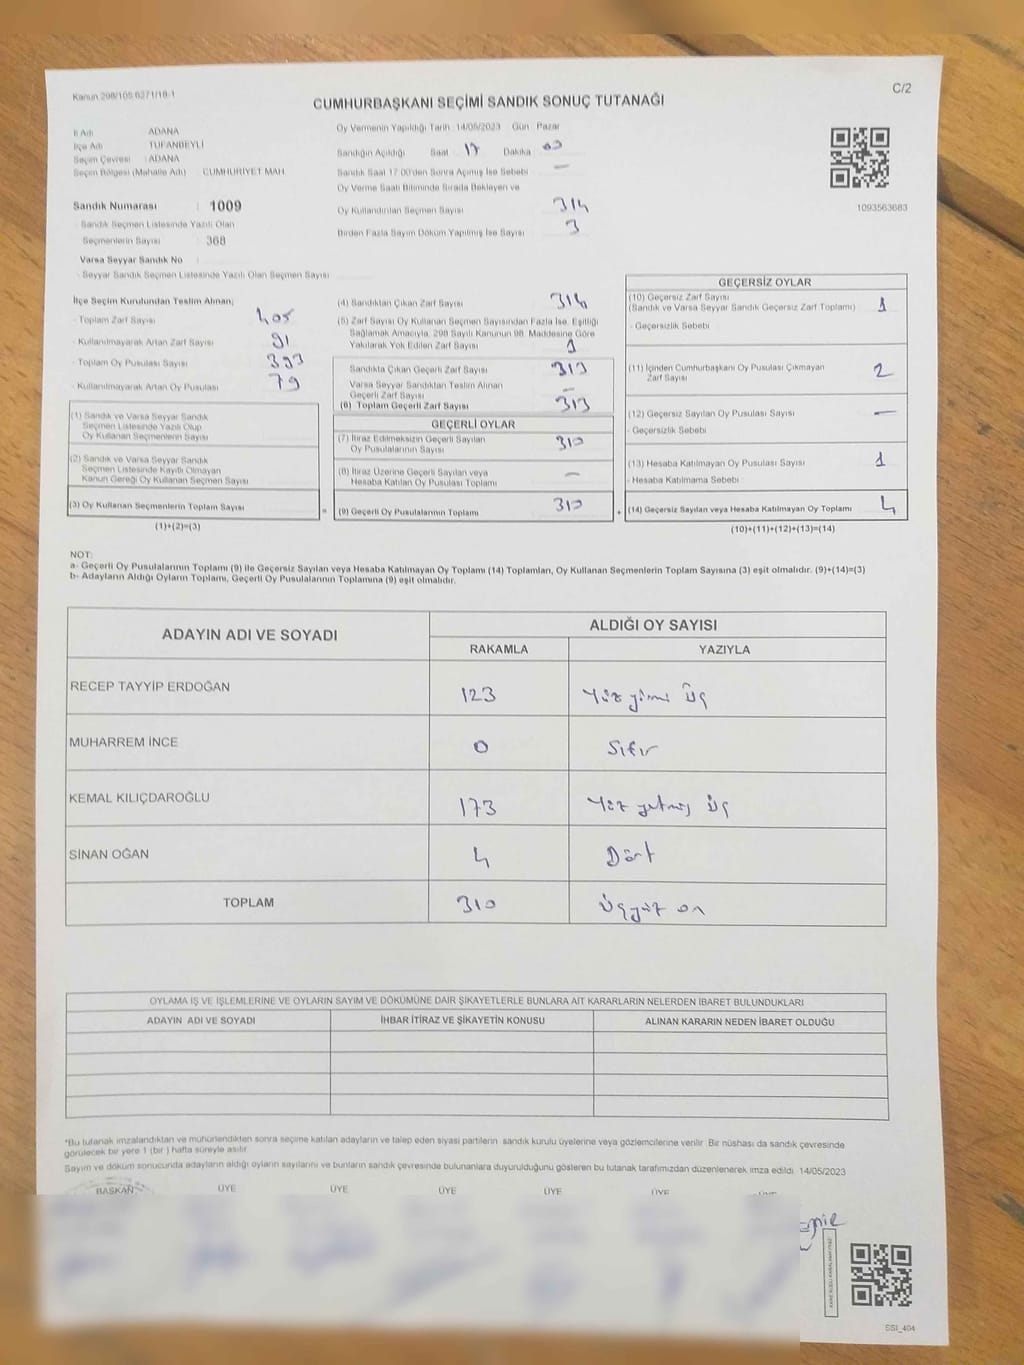 Kanun 298/105 6271/18-1
C/2
CUMHURBAŞKANI SEÇİMİ SANDIK SONUÇ TUTANAĞI
İl Adı : ADANA
İlçe Adı : TUFANBEYLİ
Seçim Çevresi : ADANA
Seçim Bölgesi (Mahalle Adı) : CUMHURİYET MAH
Sandık Numarası : 1009
- Sandık Seçmen Listesinde Yazılı Olan
Seçmenlerin Sayısı : 368
Varsa Seyyar Sandık No :
- Seyyar Sandık Seçmen Listesinde Yazılı Olan Seçmen Sayısı
Oy Vermenin Yapıldığı Tarih 14/05/2023 Gün Pazar
Sandığın Açıldığı Saat 17 Dakika 03
Sandık Saat 17:00'den Sonra Açımış İse Sebebi —
Oy Verme Saati Bitiminde Sırada Bekleyen ve
Oy Kullandırılan Seçmen Sayısı 314
Birden Fazla Sayım Döküm Yapılmış İse Sayısı 3
1093563683
İlçe Seçim Kurulundan Teslim Alınan;
- Toplam Zarf Sayısı 405
- Kullanılmayarak Artan Zarf Sayısı 91
- Toplam Oy Pusulası Sayısı 393
- Kullanılmayarak Artan Oy Pusulası 79
(1) Sandık ve Varsa Seyyar Sandık
Seçmen Listesinde Yazılı Olup
Oy Kullanan Seçmenlerin Sayısı
(2) Sandık ve Varsa Seyyar Sandık
Seçmen Listesinde Kayıtlı Olmayan
Kanun Gereği Oy Kullanan Seçmen Sayısı
(3) Oy Kullanan Seçmenlerin Toplam Sayısı =
(1)+(2)=(3)
(4) Sandıktan Çıkan Zarf Sayısı 314
(5) Zarf Sayısı Oy Kullanan Seçmen Sayısından Fazla İse, Eşitliği
Sağlamak Amacıyla, 298 Sayılı Kanunun 98. Maddesine Göre
Yakılarak Yok Edilen Zarf Sayısı 1
Sandıkta Çıkan Geçerli Zarf Sayısı 313
Varsa Seyyar Sandıktan Teslim Alınan
Geçerli Zarf Sayısı —
(6) Toplam Geçerli Zarf Sayısı 313
GEÇERLİ OYLAR
(7) İtiraz Edilmeksizin Geçerli Sayılan
Oy Pusulalarının Sayısı 310
(8) İtiraz Üzerine Geçerli Sayılan veya
Hesaba Katılan Oy Pusulası Toplamı —
(9) Geçerli Oy Pusulalarının Toplamı 310 +
GEÇERSİZ OYLAR
(10) Geçersiz Zarf Sayısı
(Sandık ve Varsa Seyyar Sandık Geçersiz Zarf Toplamı) 1
- Geçersizlik Sebebi
(11) İçinden Cumhurbaşkanı Oy Pusulası Çıkmayan
Zarf Sayısı 2
(12) Geçersiz Sayılan Oy Pusulası Sayısı —
- Geçersizlik Sebebi
(13) Hesaba Katılmayan Oy Pusulası Sayısı 1
- Hesaba Katılmama Sebebi
(14) Geçersiz Sayılan veya Hesaba Katılmayan Oy Toplamı 4
(10)+(11)+(12)+(13)=(14)
NOT:
a- Geçerli Oy Pusulalarının Toplamı (9) ile Geçersiz Sayılan veya Hesaba Katılmayan Oy Toplamı (14) Toplamları, Oy Kullanan Seçmenlerin Toplam Sayısına (3) eşit olmalıdır. (9)+(14)=(3)
b- Adayların Aldığı Oyların Toplamı, Geçerli Oy Pusulalarının Toplamına (9) eşit olmalıdır.
ADAYIN ADI VE SOYADI
ALDIĞI OY SAYISI
RAKAMLA YAZIYLA
RECEP TAYYİP ERDOĞAN 123 Yüz yirmi üç
MUHARREM İNCE 0 Sıfır
KEMAL KILIÇDAROĞLU 173 Yüz yetmiş üç
SİNAN OĞAN 4 Dört
TOPLAM 310 Üçyüz on
OYLAMA İŞ VE İŞLEMLERİNE VE OYLARIN SAYIM VE DÖKÜMÜNE DAİR ŞİKAYETLERLE BUNLARA AİT KARARLARIN NELERDEN İBARET BULUNDUKLARI
ADAYIN ADI VE SOYADI İHBAR İTİRAZ VE ŞİKAYETİN KONUSU ALINAN KARARIN NEDEN İBARET OLDUĞU
*Bu tutanak imzalandıktan ve mühürlendikten sonra seçime katılan adayların ve talep eden siyasi partilerin sandık kurulu üyelerine veya gözlemcilerine verilir. Bir nüshası da sandık çevresinde
görülecek bir yere 1 (bir ) hafta süreyle asılır.
Sayım ve döküm sonucunda adayların aldığı oyların sayılarını ve bunların sandık çevresinde bulunanlara duyurulduğunu gösteren bu tutanak tarafımızdan düzenlenerek imza edildi. 14/05/2023
BAŞKAN ÜYE ÜYE ÜYE ÜYE ÜYE
SSI_404